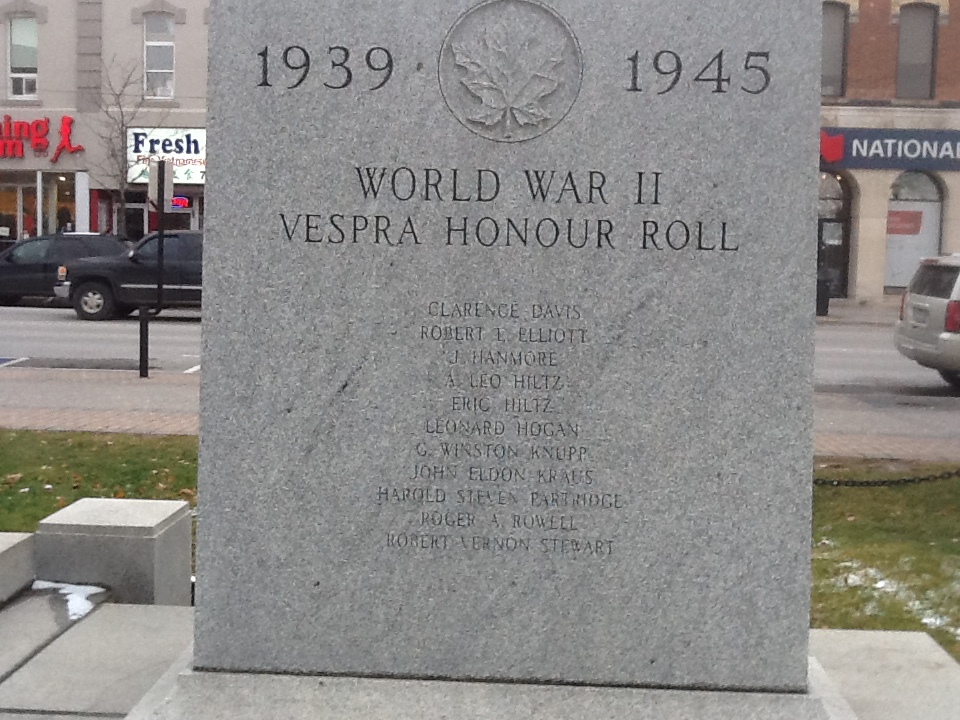 1939 1945
WORLD WAR II
VESPRA HONOUR ROLL
CLARENCE DAVIS
ROBERT L. ELLIOTT
J. HANMORE
A. LEO HILTZ
ERIC HILTZ
LEONARD HOGAN
G. WINSTON KNUPP
JOHN ELDON KRAUS
HAROLD STEVEN PARTRIDGE
ROGER A. ROWELL
ROBERT VERNON STEWART
Fresh
NATIONAL